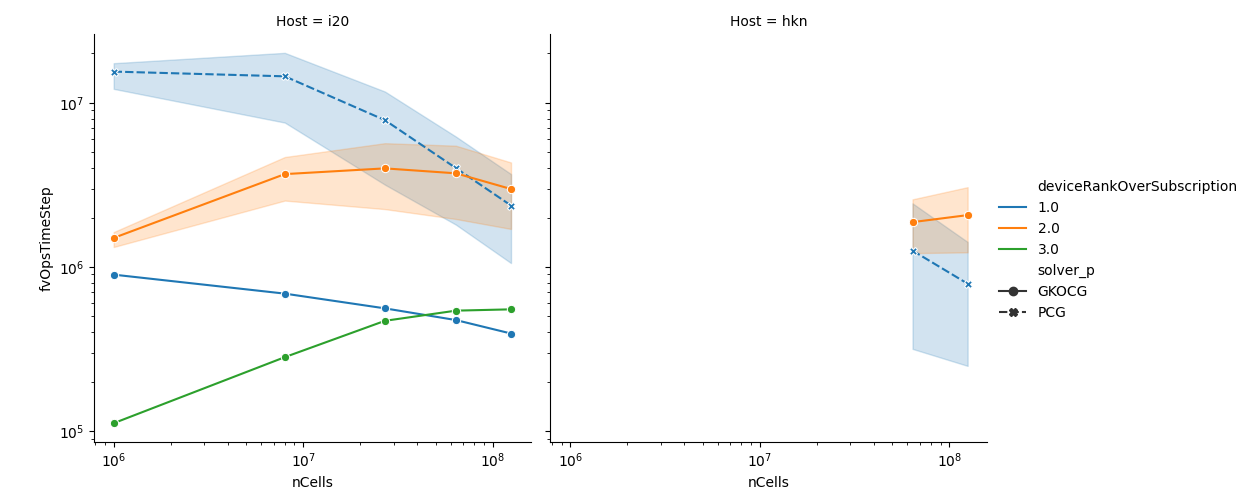 Host = i20
Host = hkn
10^7
10^6
10^5
fvOpsTimeStep
10^6
10^7
10^8
nCells
10^6
10^7
10^8
nCells
deviceRankOverSubscription
1.0
2.0
3.0
solver_p
GKOCG
PCG